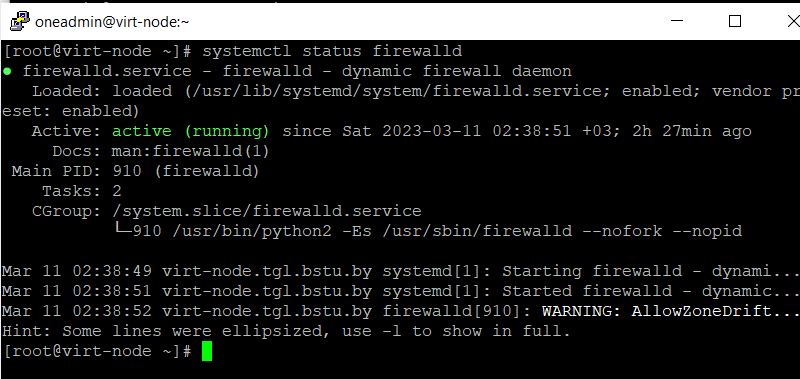 oneadmin@virt-node:~
[root@virt-node ~]# systemctl status firewalld
● firewalld.service - firewalld - dynamic firewall daemon
   Loaded: loaded (/usr/lib/systemd/system/firewalld.service; enabled; vendor pr
eset: enabled)
   Active: active (running) since Sat 2023-03-11 02:38:51 +03; 2h 27min ago
     Docs: man:firewalld(1)
 Main PID: 910 (firewalld)
    Tasks: 2
   CGroup: /system.slice/firewalld.service
           └─910 /usr/bin/python2 -Es /usr/sbin/firewalld --nofork --nopid

Mar 11 02:38:49 virt-node.tgl.bstu.by systemd[1]: Starting firewalld - dynami...
Mar 11 02:38:51 virt-node.tgl.bstu.by systemd[1]: Started firewalld - dynamic...
Mar 11 02:38:52 virt-node.tgl.bstu.by firewalld[910]: WARNING: AllowZoneDrift...
Hint: Some lines were ellipsized, use -l to show in full.
[root@virt-node ~]#